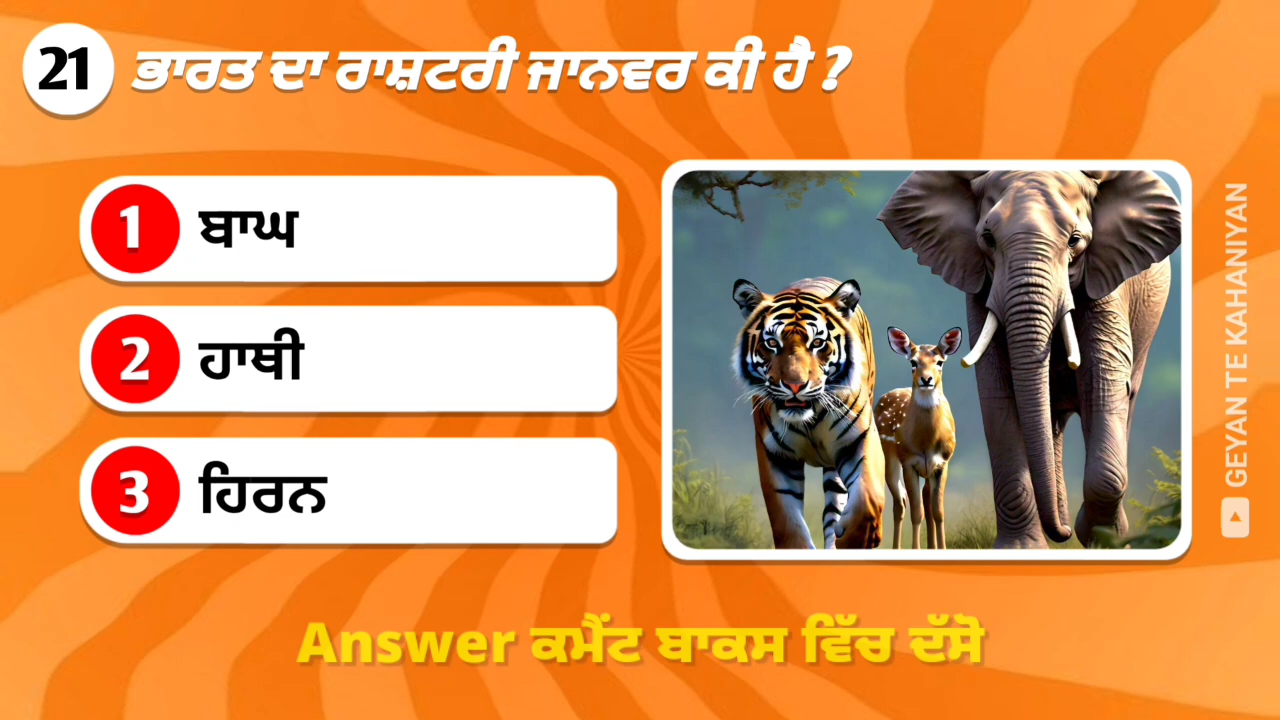 21 ਭਾਰਤ ਦਾ ਰਾਸ਼ਟਰੀ ਜਾਨਵਰ ਕੀ ਹੈ ?
1 ਬਾਘ
2 ਹਾਥੀ
3 ਹਿਰਨ
GEYAN TE KAHANIYAN
Answer ਕਮੈਂਟ ਬਾਕਸ ਵਿੱਚ ਦੱਸੋ